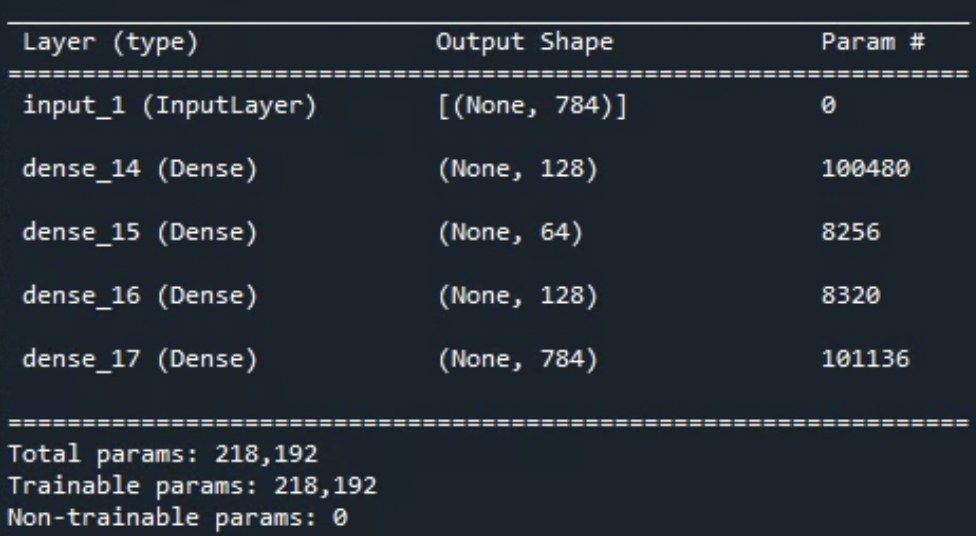 Layer (type) Output Shape Param #
=================================================================
input_1 (InputLayer) [(None, 784)] 0
dense_14 (Dense) (None, 128) 100480
dense_15 (Dense) (None, 64) 8256
dense_16 (Dense) (None, 128) 8320
dense_17 (Dense) (None, 784) 101136
=================================================================
Total params: 218,192
Trainable params: 218,192
Non-trainable params: 0